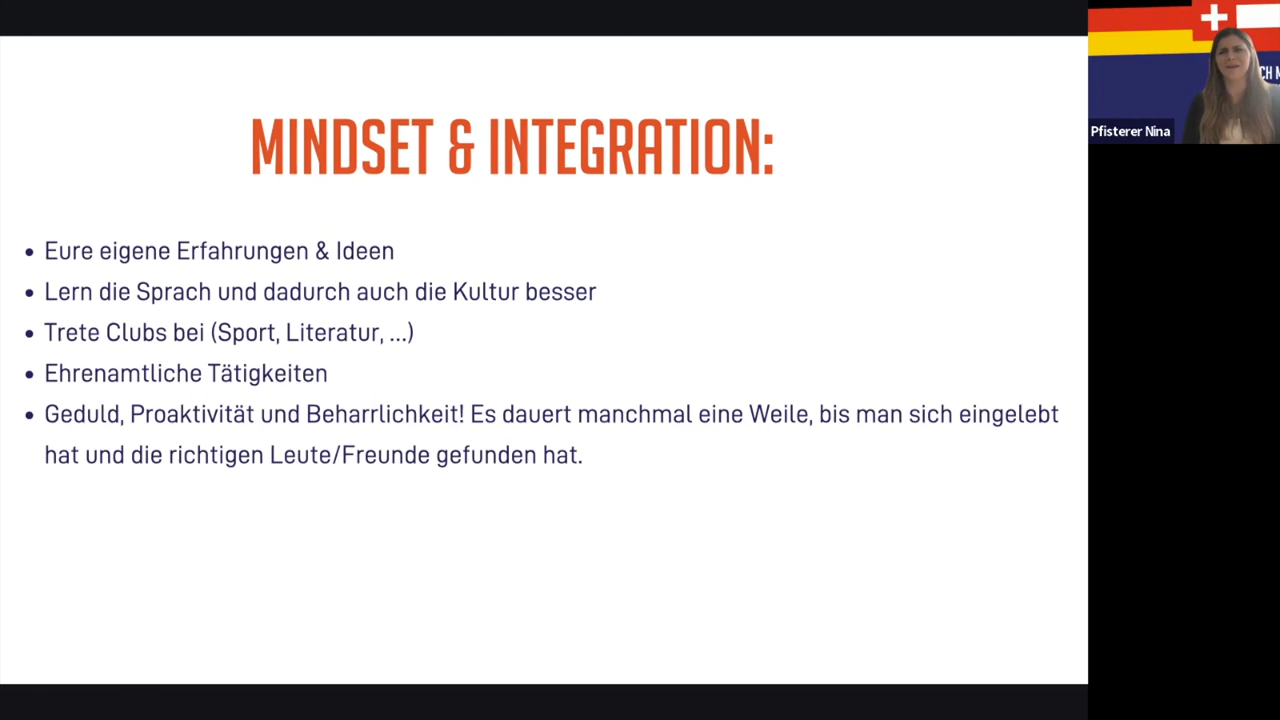 MINDSET & INTEGRATION:
• Eure eigene Erfahrungen & Ideen
• Lern die Sprach und dadurch auch die Kultur besser
• Trete Clubs bei (Sport, Literatur, ...)
• Ehrenamtliche Tätigkeiten
• Geduld, Proaktivität und Beharrlichkeit! Es dauert manchmal eine Weile, bis man sich eingelebt
hat und die richtigen Leute/Freunde gefunden hat.
CH M
Pfisterer Nina